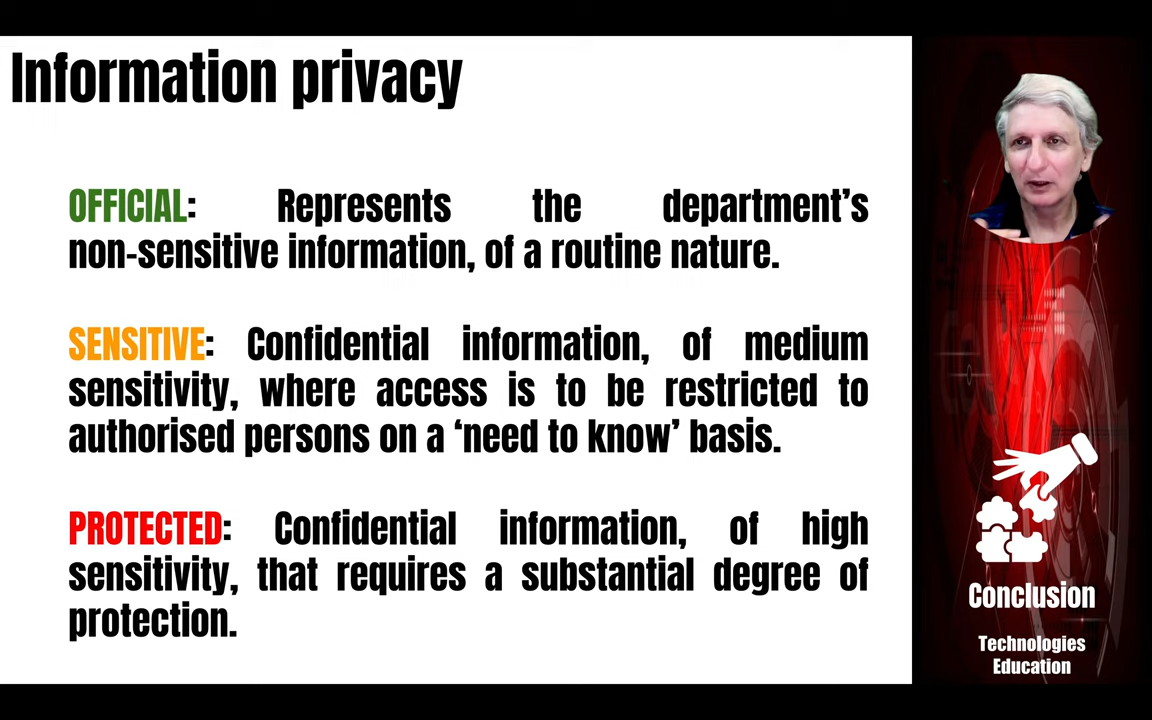 Information privacy
OFFICIAL: Represents the department’s
non-sensitive information, of a routine nature.
SENSITIVE: Confidential information, of medium
sensitivity, where access is to be restricted to
authorised persons on a ‘need to know’ basis.
PROTECTED: Confidential information, of high
sensitivity, that requires a substantial degree of
protection.
Conclusion
Technologies
Education